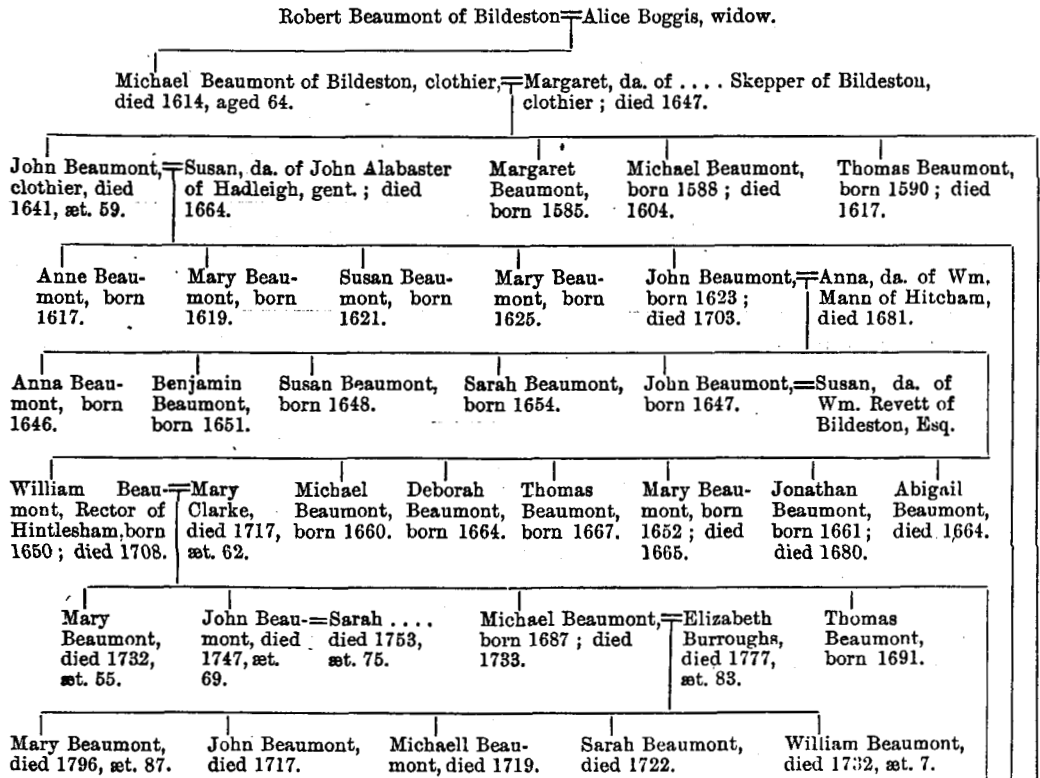 Robert Beaumont of Bildeston=Alice Boggis, widow.
Michael Beaumont of Bildeston, clothier,=Margaret, da. of .... Skepper of Bildeston,
died 1614, aged 64.
clothier ; died 1647.
John Beaumont,=
clothier, died
1641, æt. 59.
Susan, da. of John Alabaster
of Hadleigh, gent. ; died
1664.
Margaret
Beaumont,
born 1585.
Michael Beaumont,
born 1588 ; died
1604.
Thomas Beaumont,
born 1590 ; died
1617.
Anne Beau-
mont, born
1617.
Mary Beau-
mont, born
1619.
Susan Beau-
mont, born
1621.
Mary Beau-
mont, born
1625.
John Beaumont,=
born 1623 ;
died 1703.
Anna, da. of Wm.
Mann of Hitcham,
died 1681.
Anna Beau-
mont, born
1646.
Benjamin
Beaumont,
born 1651.
Susan Beaumont,
born 1648.
Sarah Beaumont,
born 1654.
John Beaumont,=
born 1647.
Susan, da. of
Wm. Revett of
Bildeston, Esq.
William Beau-=
mont, Rector of
Hintlesham, born
1650 ; died 1708.
Mary
Clarke,
died 1717,
æt. 62.
Michael
Beaumont,
born 1660.
Deborah
Beaumont,
born 1664.
Thomas
Beaumont,
born 1667.
Mary Beau-
mont, born
1652 ; died
1665.
Jonathan
Beaumont,
born 1661;
died 1680.
Abigail
Beaumont,
died 1664.
Mary
Beaumont,
died 1732,
æt. 55.
John Beau-=
mont, died
1747, æt.
69.
Sarah ....
died 1753,
æt. 75.
Michael Beaumont,=
born 1687 ; died
1733.
Elizabeth
Burroughs,
died 1777,
æt. 83.
Thomas
Beaumont,
born 1691.
Mary Beaumont,
died 1796, æt. 87.
John Beaumont,
died 1717.
Michaell Beau-
mont, died 1719.
Sarah Beaumont,
died 1722.
William Beaumont,
died 1732, æt. 7.